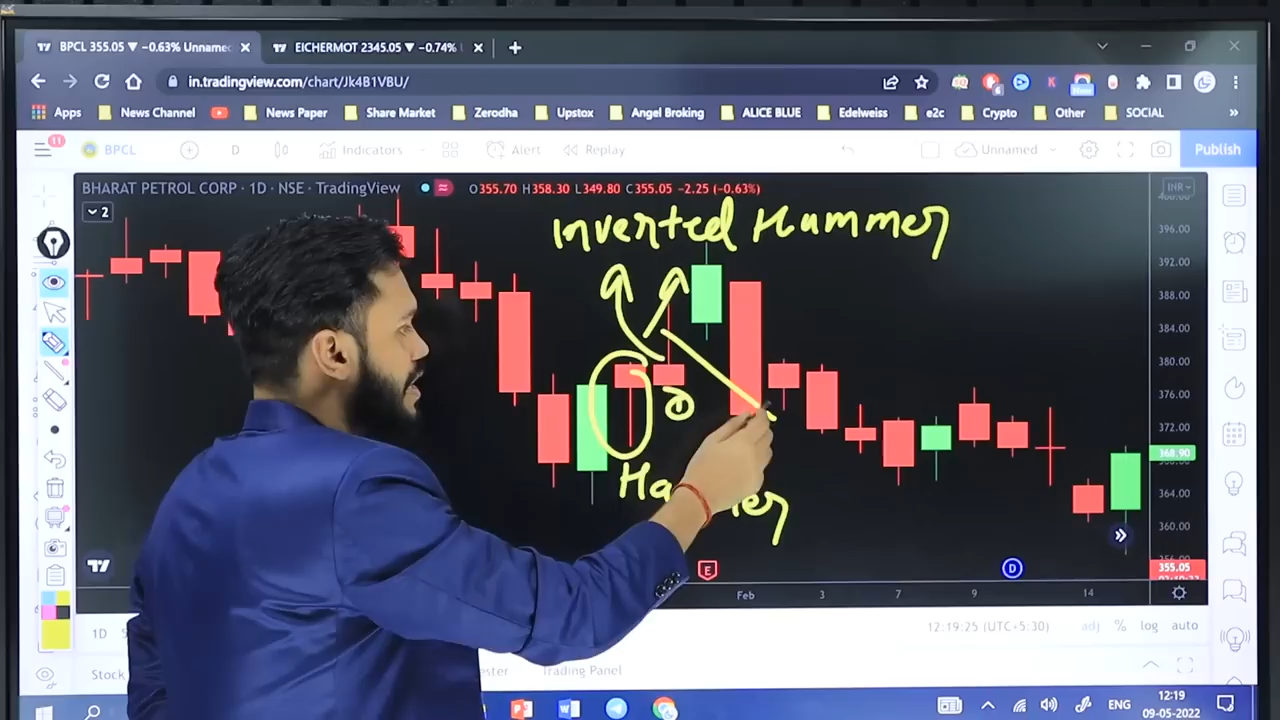 BPCL 355.05 ▼ −0.63% Unname
EICHERMOT 2345.05 ▼ −0.74%
in.tradingview.com/chart/Jk4B1VBU/
Apps
News Channel
News Paper
Share Market
Zerodha
Upstox
Angel Broking
ALICE BLUE
Edelweiss
e2c
Crypto
Other
SOCIAL
11
BPCL
D
Indicators
Alert
Replay
Unnamed
Publish
BHARAT PETROL CORP · 1D · NSE · TradingView
O355.70 H358.30 L349.80 C355.05 −2.25 (−0.63%)
INR
2
Inverted Hammer
400.00
396.00
392.00
388.00
384.00
380.00
376.00
372.00
368.90
364.00
360.00
355.05
E
D
Feb
3
7
9
14
1D
12:19:25 (UTC+5:30)
adj
%
log
auto
Stock
Trading Panel
ENG
12:19
09-05-2022